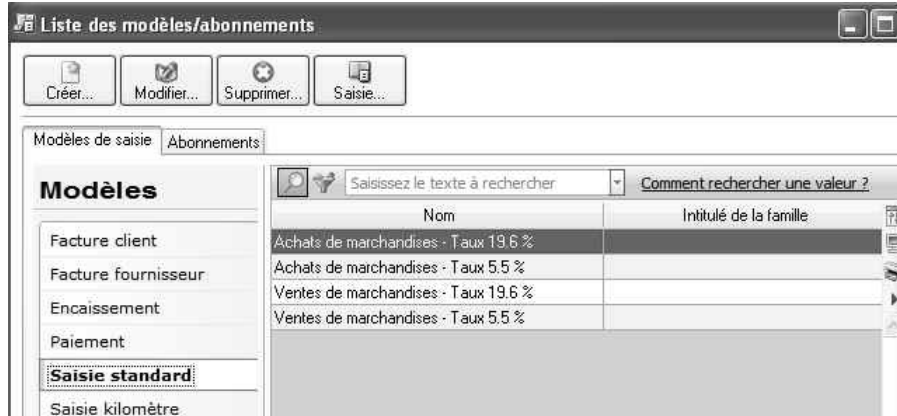 Liste des modèles/abonnements
Créer... Modifier... Supprimer... Saisie...
Modèles de saisie Abonnements
Modèles
Saisissez le texte à rechercher Comment rechercher une valeur ?
Nom Intitulé de la famille
Facture client
Facture fournisseur
Encaissement
Paiement
Saisie standard
Saisie kilomètre
Achats de marchandises - Taux 19.6 %
Achats de marchandises - Taux 5.5 %
Ventes de marchandises - Taux 19.6 %
Ventes de marchandises - Taux 5.5 %